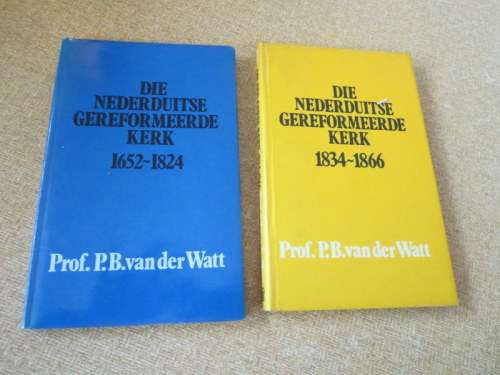 DIE
NEDERDUITSE
GEREFORMEERDE
KERK
1652~1824
Prof. P.B. van der Watt
DIE
NEDERDUITSE
GEREFORMEERDE
KERK
1834~1866
Prof. P.B. van der Watt